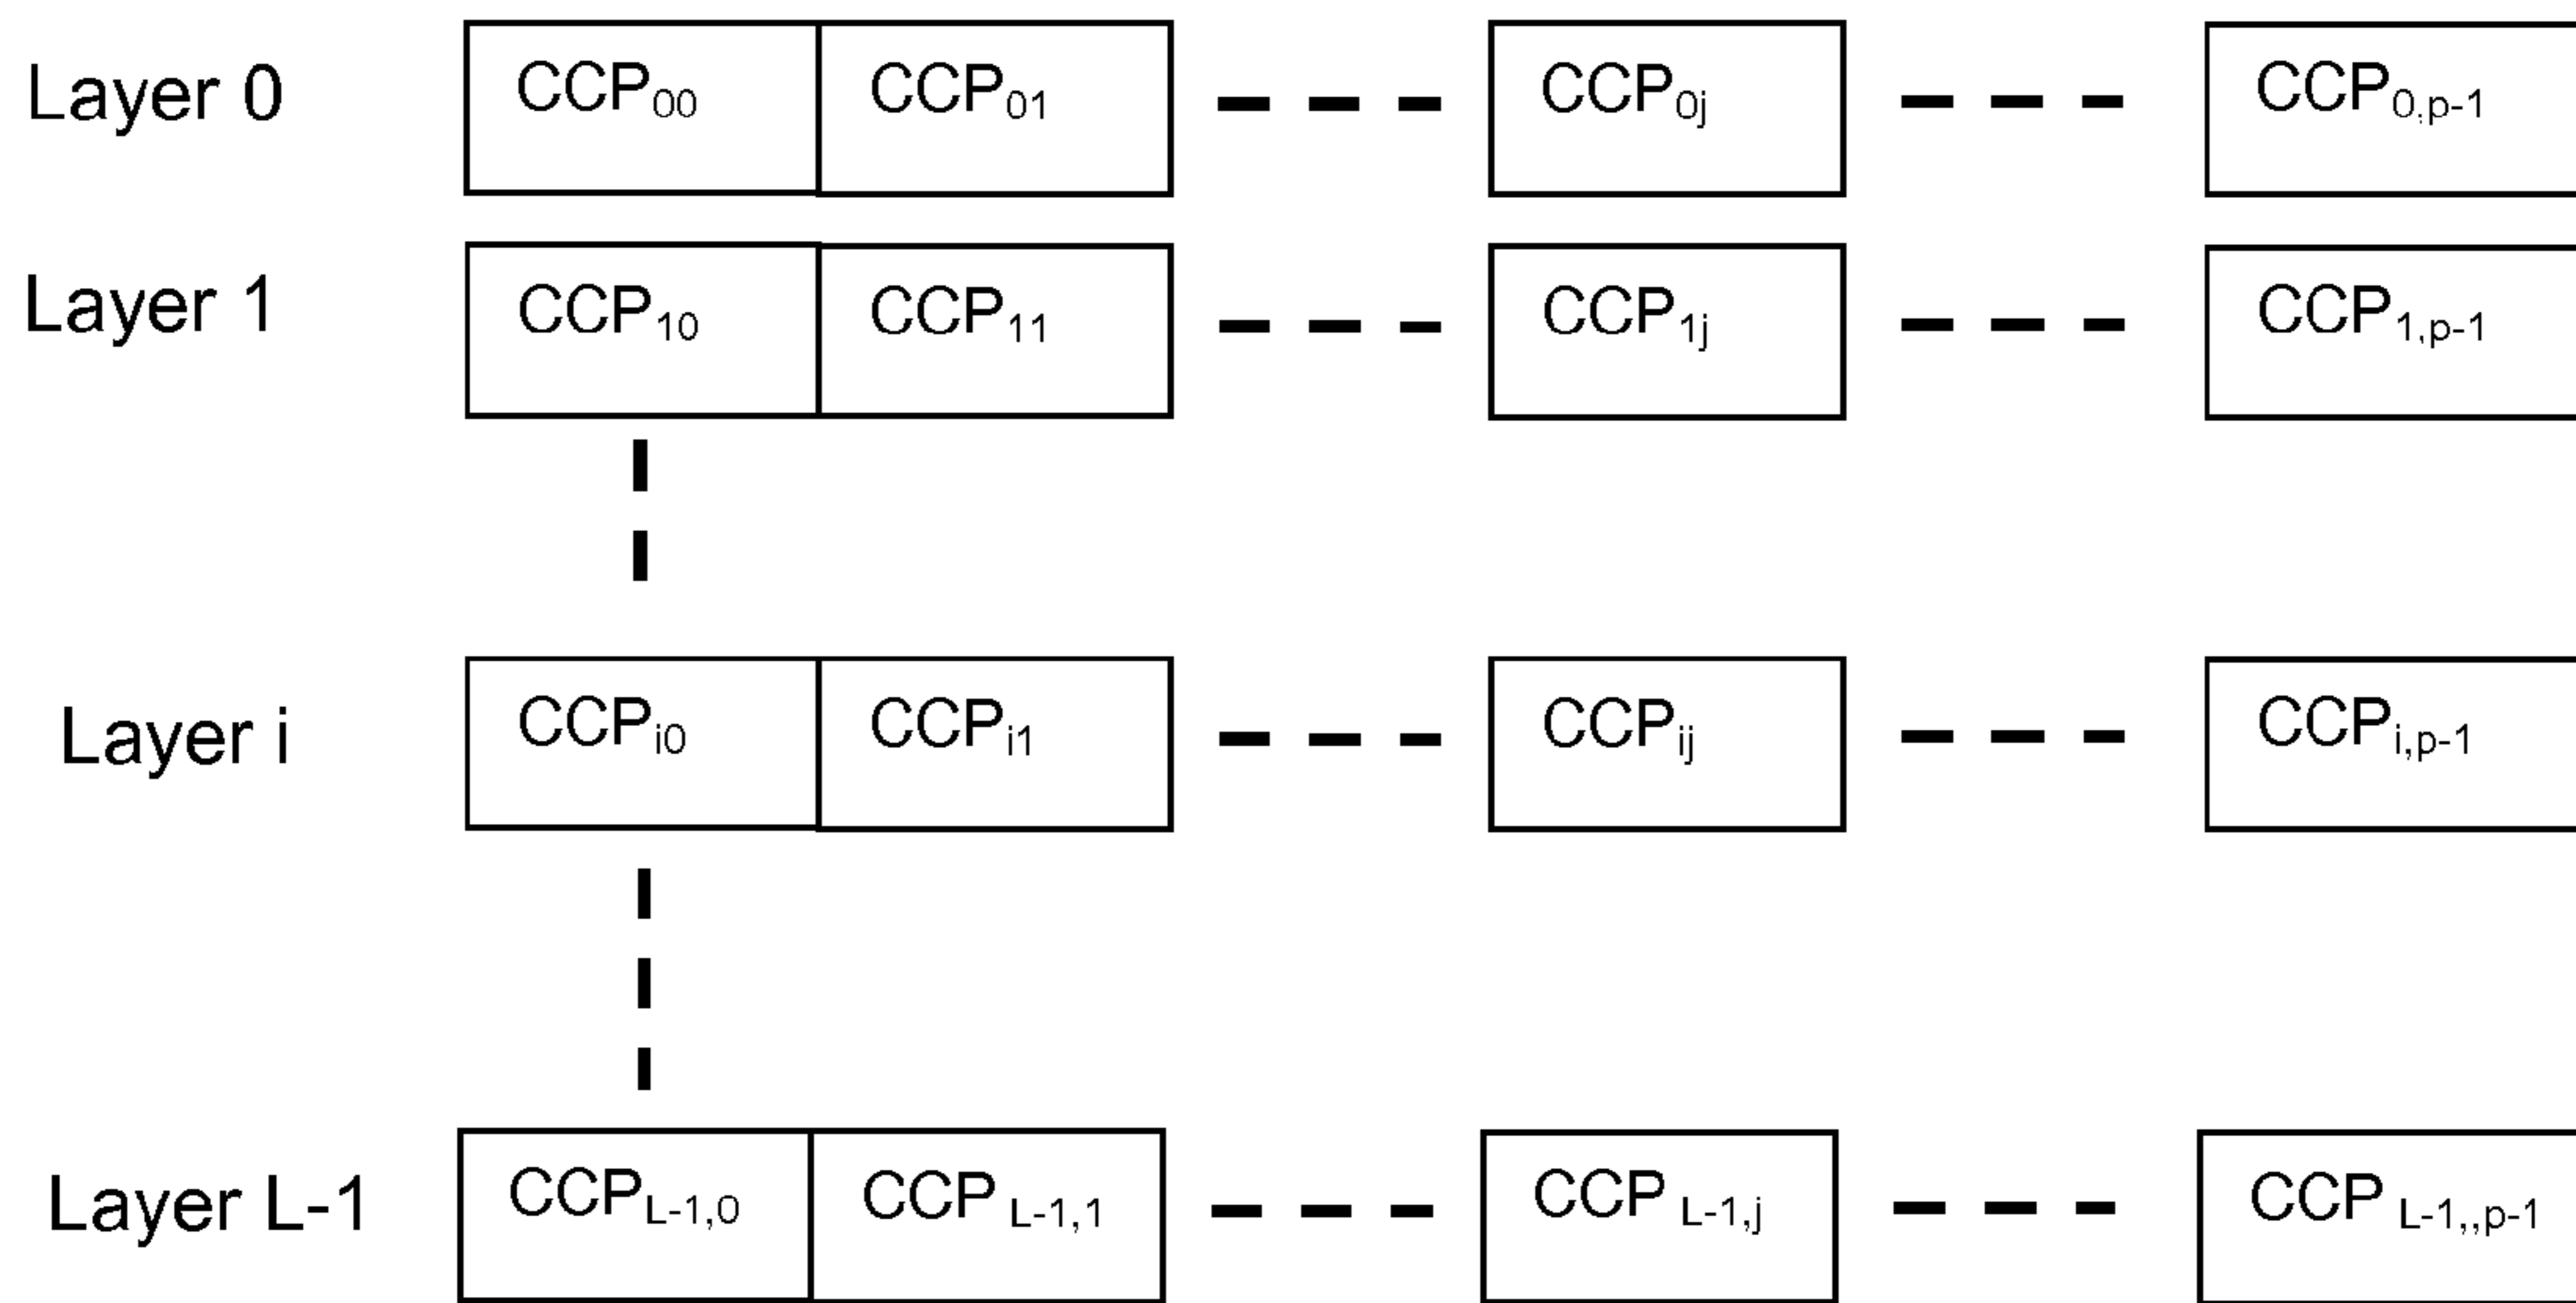 Layer 0 CCP00 CCP01 CCP0j CCP0,p-1
Layer 1 CCP10 CCP11 CCP1j CCP1,p-1
Layer i CCPi0 CCPi1 CCPij CCPi,p-1
Layer L-1 CCPL-1,0 CCP L-1,1 CCP L-1,j CCP L-1,,p-1